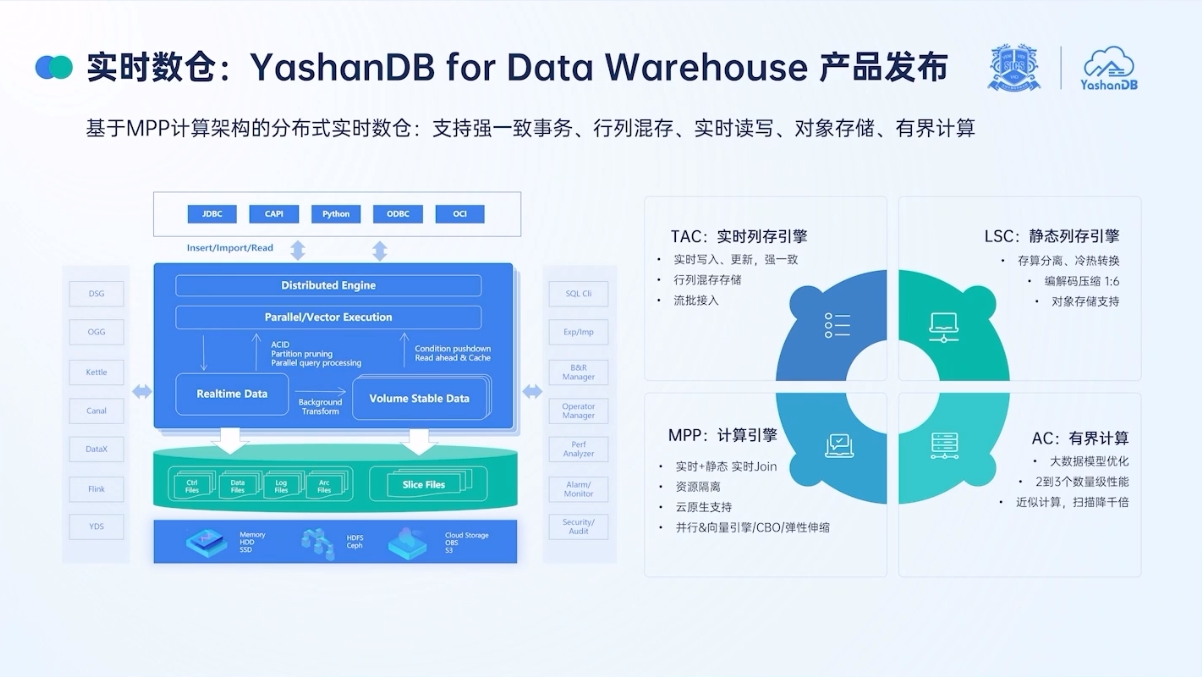 实时数仓：YashanDB for Data Warehouse 产品发布
YashanDB
基于MPP计算架构的分布式实时数仓：支持强一致事务、行列混存、实时读写、对象存储、有界计算
JDBC
CAPI
Python
ODBC
OCI
Insert/Import/Read
DSG
OGG
Kettle
Canal
DataX
Flink
YDS
Distributed Engine
Parallel/Vector Execution
ACID
Partition pruning
Parallel query processing
Condition pushdown
Read ahead & Cache
Realtime Data
Background
Transform
Volume Stable Data
Ctrl
Files
Data
Files
Log
Files
Arc
Files
Slice Files
Memory
HDD
SSD
HDFS
Ceph
Cloud Storage
OBS
S3
SQL Cli
Exp/Imp
B&R
Manager
Operator
Manager
Perf
Analyzer
Alarm/
Monitor
Security/
Audit
TAC：实时列存引擎
• 实时写入、更新，强一致
• 行列混存存储
• 流批接入
LSC：静态列存引擎
• 存算分离、冷热转换
• 编解码压缩 1:6
• 对象存储支持
MPP：计算引擎
• 实时+静态 实时Join
• 资源隔离
• 云原生支持
• 并行&向量引擎/CBO/弹性伸缩
AC：有界计算
• 大数据模型优化
• 2到3个数量级性能
• 近似计算，扫描降千倍